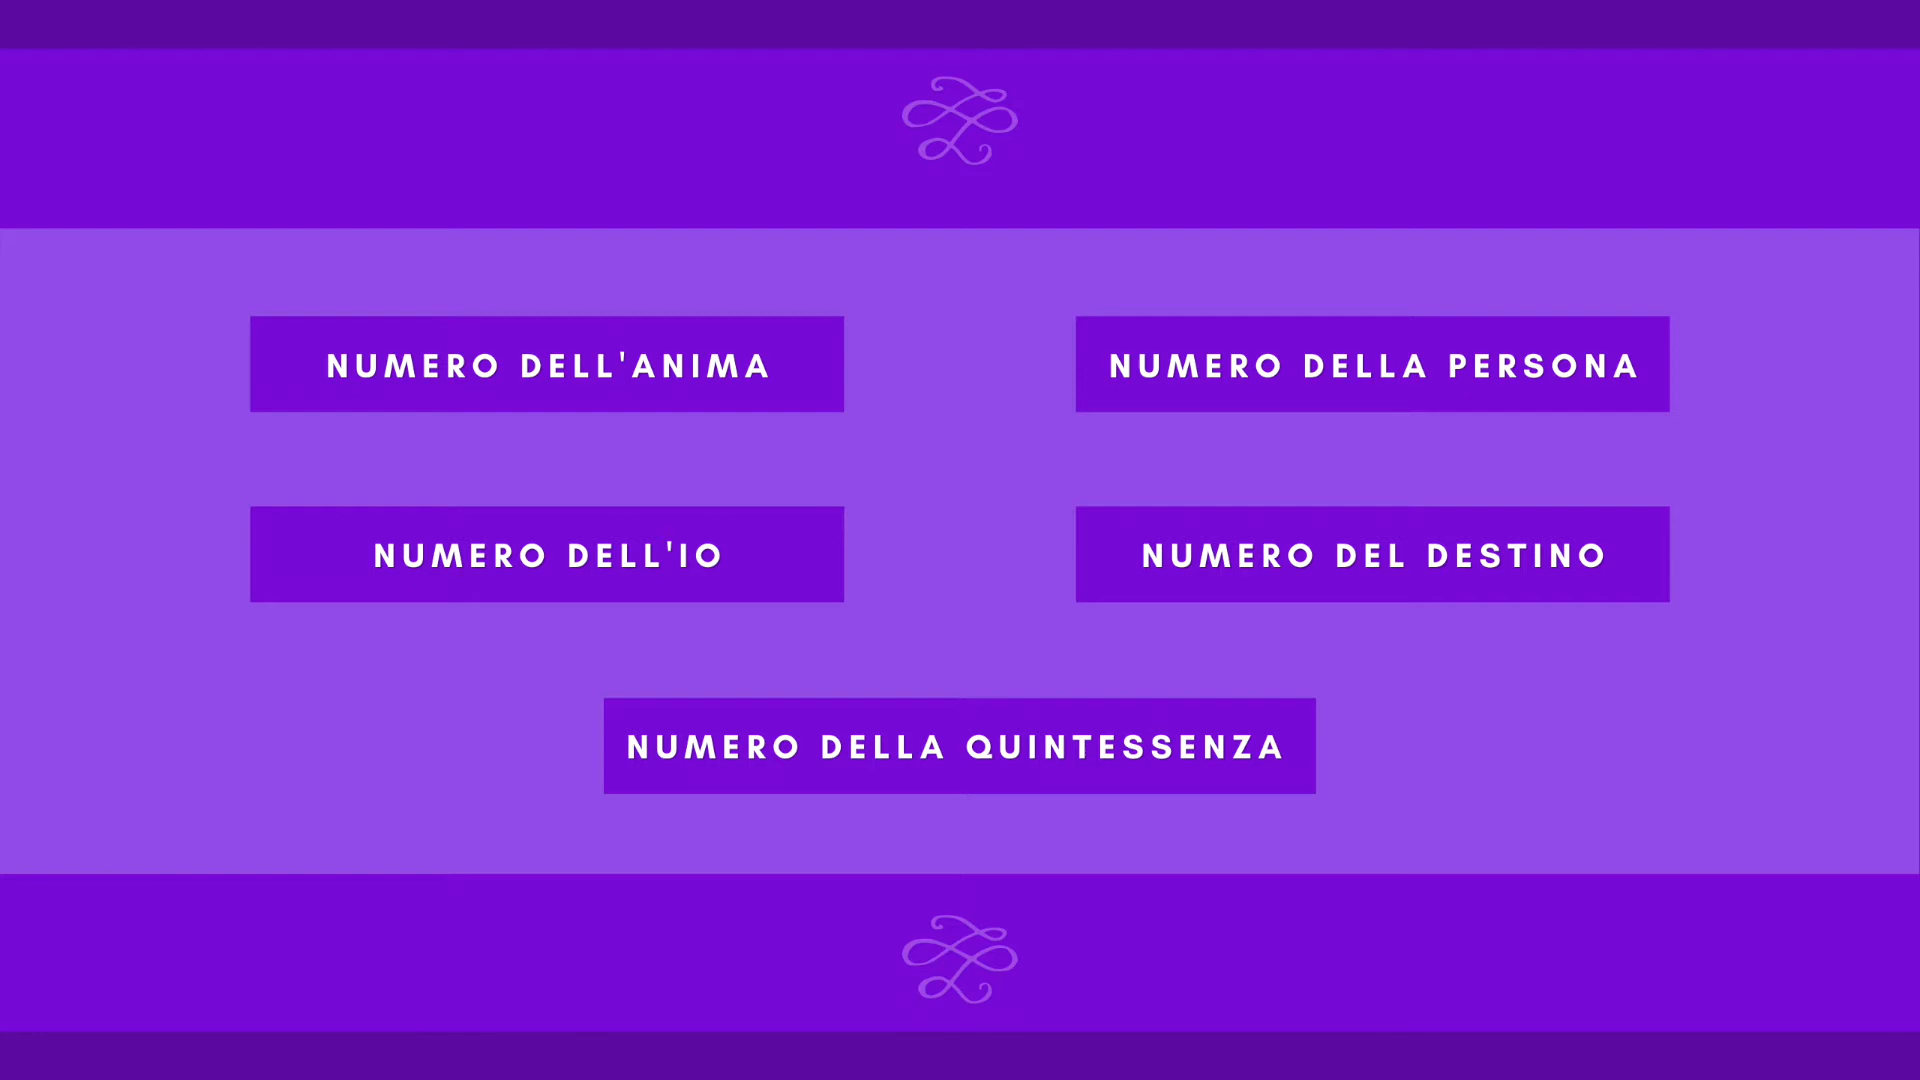 NUMERO DELL'ANIMA
NUMERO DELLA PERSONA
NUMERO DELL'IO
NUMERO DEL DESTINO
NUMERO DELLA QUINTESSENZA